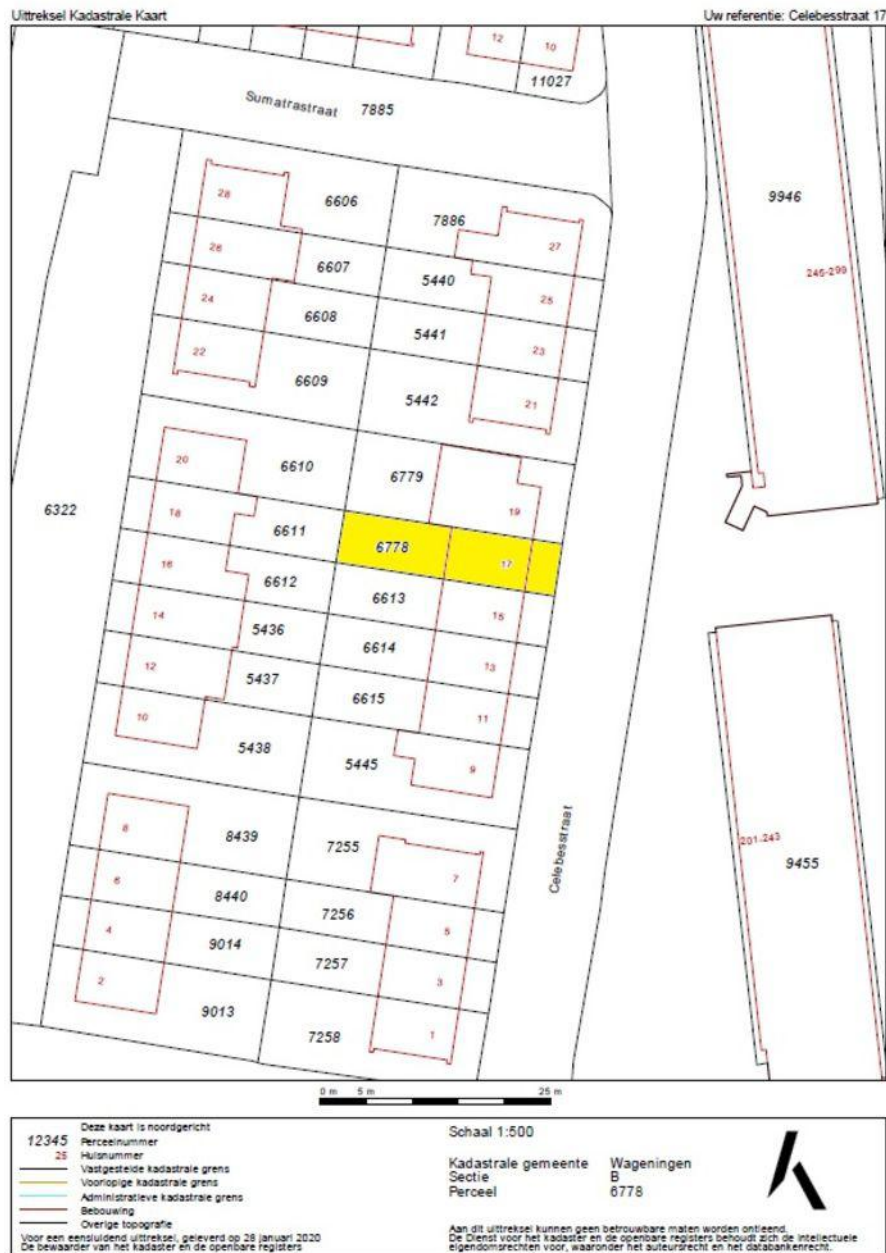 Uittreksel Kadastrale Kaart
Uw referentie: Celebesstraat 17
12
10
11027
Sumatrastraat 7885
9946
28
6606
7886
27
26
6607
5440
25
246-299
24
6608
5441
23
22
6609
5442
21
20
6610
6779
19
6322
18
6611
6778
17
16
6612
6613
15
14
5436
6614
13
12
5437
6615
11
10
5438
5445
9
Celebesstraat
8
8439
7255
7
201-243
9455
6
8440
7256
5
4
9014
7257
3
2
9013
7258
1
0 m 5 m 25 m
Deze kaart is noordgericht
12345 Perceelnummer
25 Huisnummer
Vastgestelde kadastrale grens
Voorlopige kadastrale grens
Administratieve kadastrale grens
Bebouwing
Overige topografie
Voor een eensluidend uittreksel, geleverd op 28 januari 2020
De bewaarder van het kadaster en de openbare registers
Schaal 1:500
Kadastrale gemeente Wageningen
Sectie B
Perceel 6778
Aan dit uittreksel kunnen geen betrouwbare maten worden ontleend.
De Dienst voor het kadaster en de openbare registers behoudt zich de intellectuele
eigendomsrechten voor, waaronder het auteursrecht en het databankenrecht.